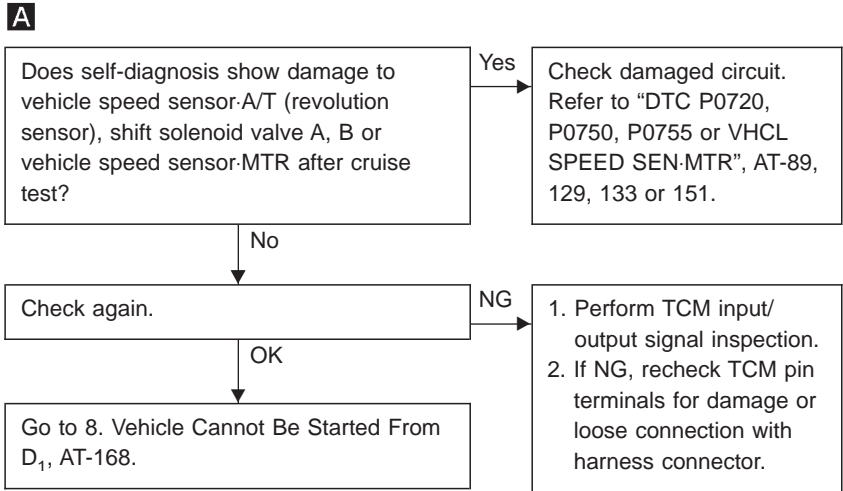 A
Does self-diagnosis show damage to
vehicle speed sensor·A/T (revolution
sensor), shift solenoid valve A, B or
vehicle speed sensor·MTR after cruise
test?
Yes
Check damaged circuit.
Refer to “DTC P0720,
P0750, P0755 or VHCL
SPEED SEN·MTR”, AT-89,
129, 133 or 151.
No
Check again.
NG
1. Perform TCM input/
output signal inspection.
2. If NG, recheck TCM pin
terminals for damage or
loose connection with
harness connector.
OK
Go to 8. Vehicle Cannot Be Started From
D₁, AT-168.